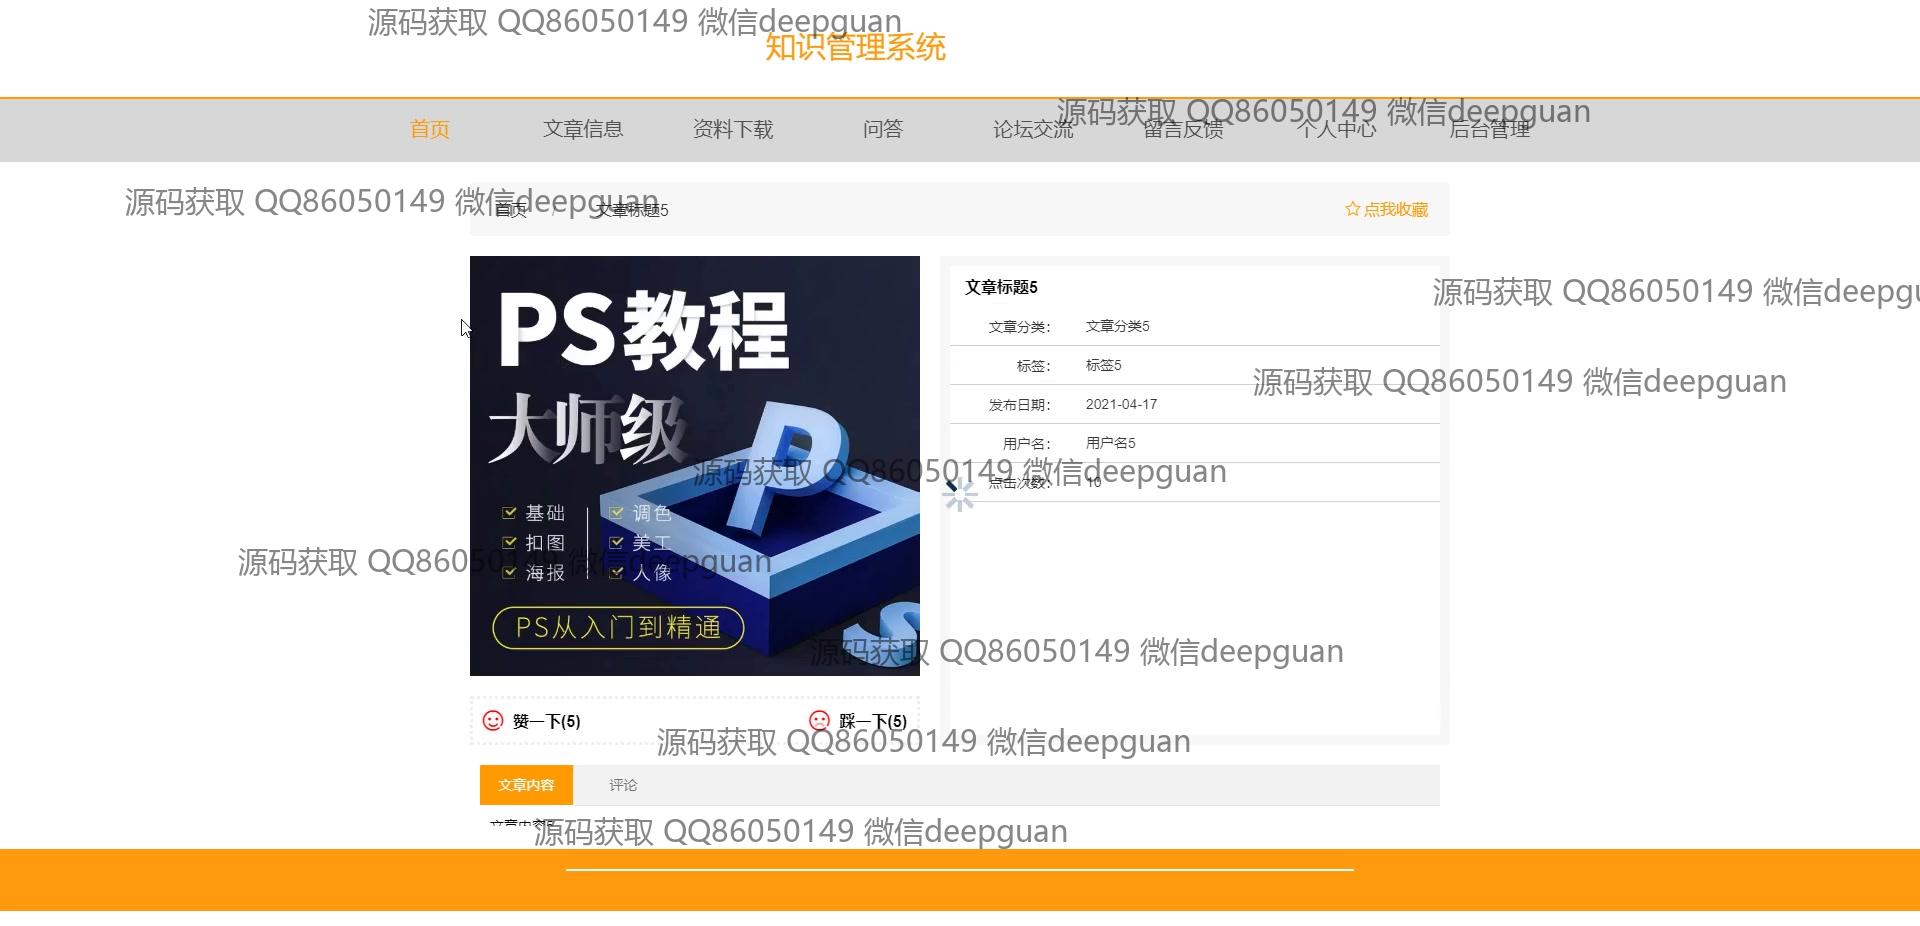 源码获取 QQ86050149 微信deepguan
知识管理系统
源码获取 QQ86050149 微信deepguan
首页 文章信息 资料下载 问答 论坛交流 留言反馈 个人中心 后台管理
源码获取 QQ86050149 微信deepguan
首页 / 文章标题5 点我收藏
PS教程
大师级
基础 调色
扣图 美工
海报 人像
PS从入门到精通
文章标题5
源码获取 QQ86050149 微信deepgu
文章分类: 文章分类5
标签: 标签5
源码获取 QQ86050149 微信deepguan
发布日期: 2021-04-17
用户名: 用户名5
源码获取 QQ86050149 微信deepguan
点击次数: 10
源码获取 QQ86050149 微信deepguan
源码获取 QQ86050149 微信deepguan
赞一下(5) 踩一下(5)
源码获取 QQ86050149 微信deepguan
文章内容 评论
文章内容5
源码获取 QQ86050149 微信deepguan